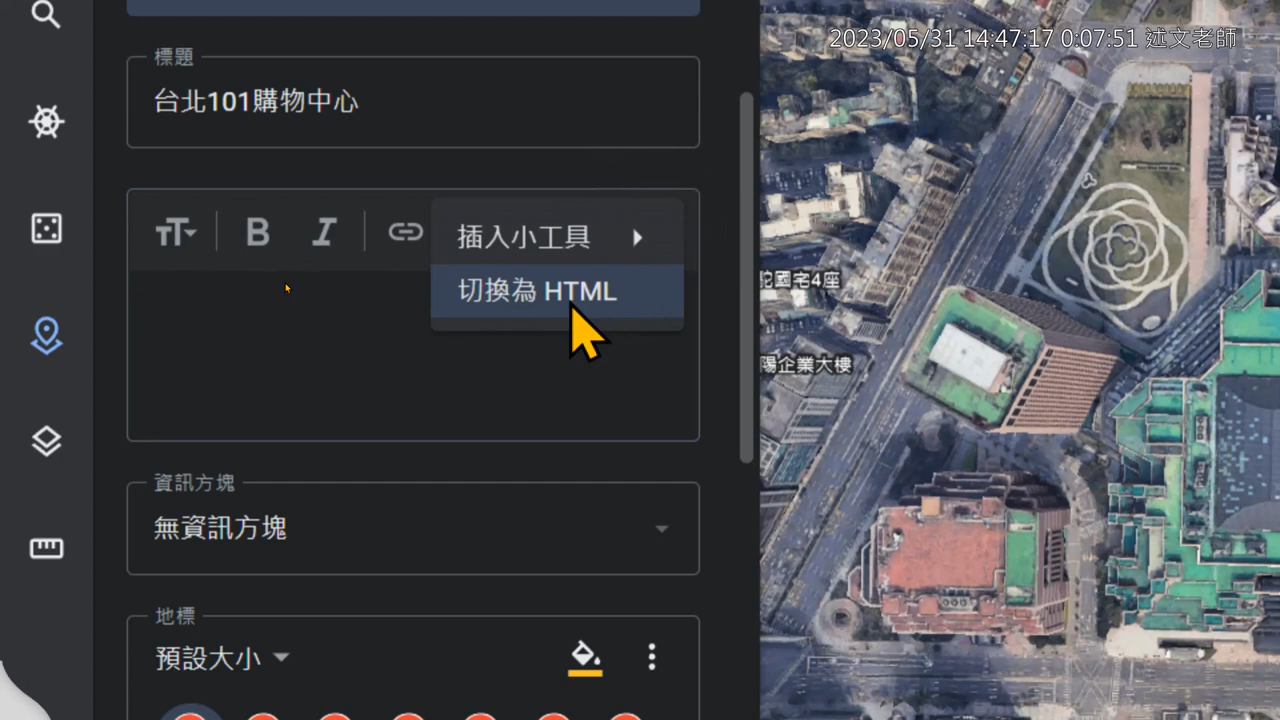 2023/05/31 14:47:17 0:07:51 述文老師
標題
台北101購物中心
插入小工具
切換為 HTML
資訊方塊
無資訊方塊
地標
預設大小
陀國宅4座
陽企業大樓